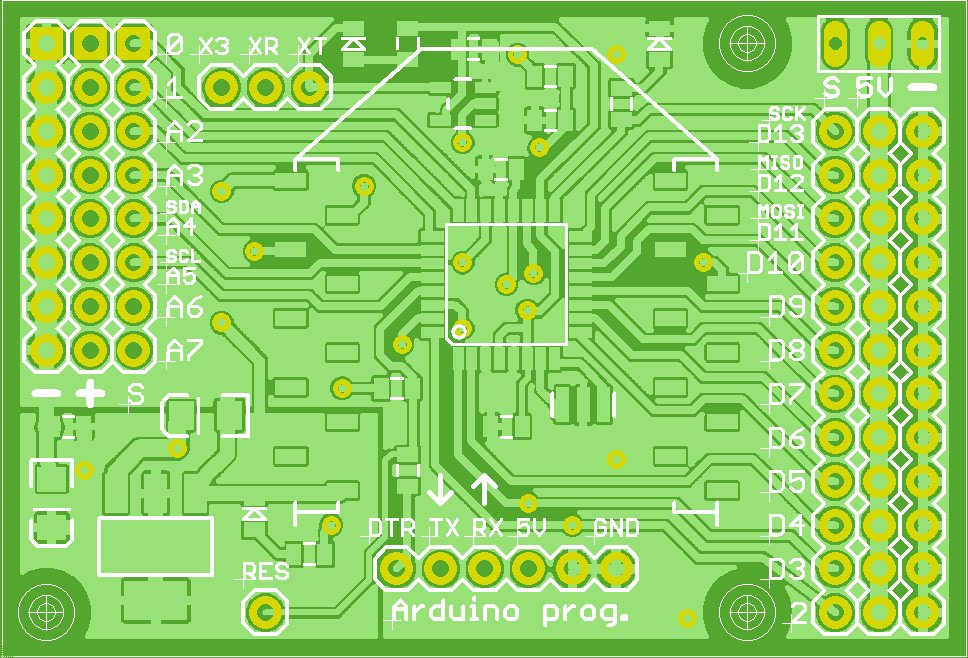 0 X3 XR XT
1
A2
A3
SDA
A4
SCL
A5
A6
A7
- + S
S 5V -
SCK
D13
MISO
D12
MOSI
D11
D10
D9
D8
D7
D6
D5
D4
D3
2
DTR TX RX 5V GND
RES
Arduino prog.